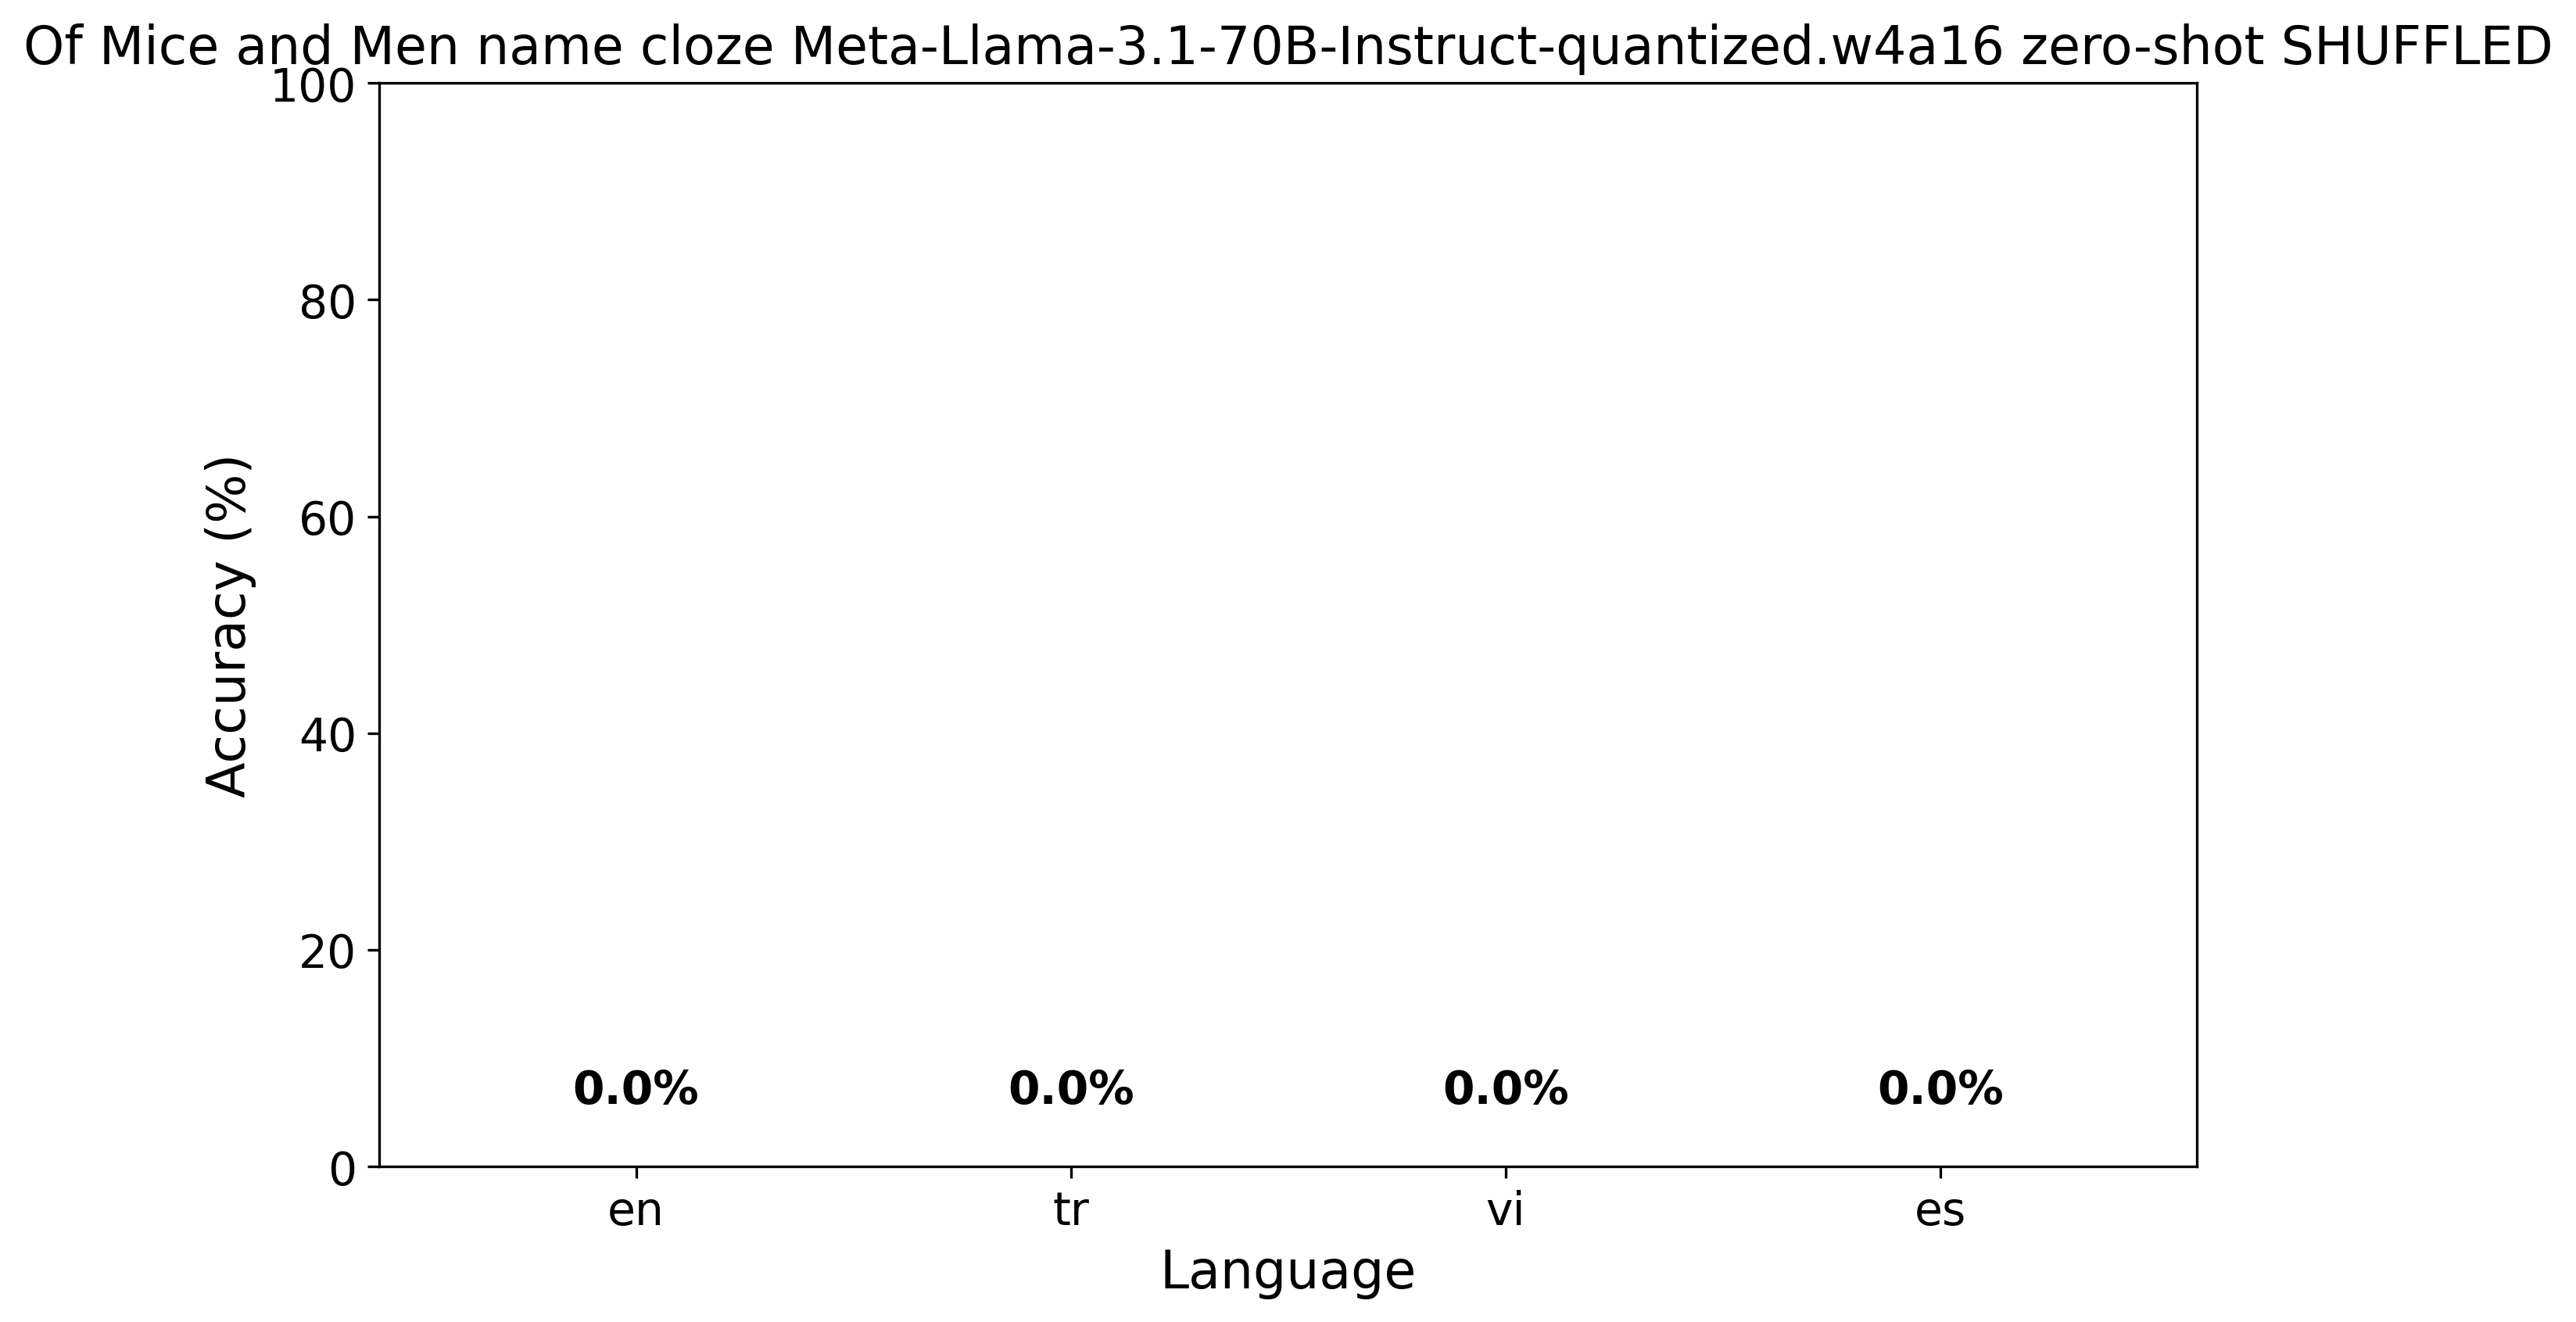 Of Mice and Men name cloze Meta-Llama-3.1-70B-Instruct-quantized.w4a16 zero-shot SHUFFLED
100
80
60
40
20
0
Accuracy (%)
0.0% 0.0% 0.0% 0.0%
en tr vi es
Language